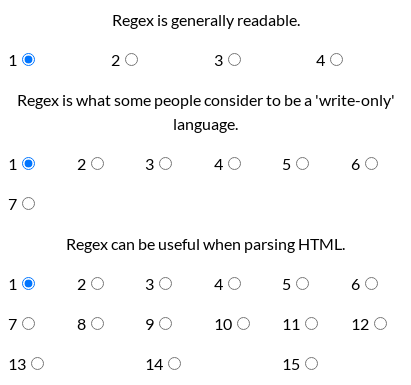 Regex is generally readable.
1 2 3 4
Regex is what some people consider to be a 'write-only'
language.
1 2 3 4 5 6
7
Regex can be useful when parsing HTML.
1 2 3 4 5 6
7 8 9 10 11 12
13 14 15